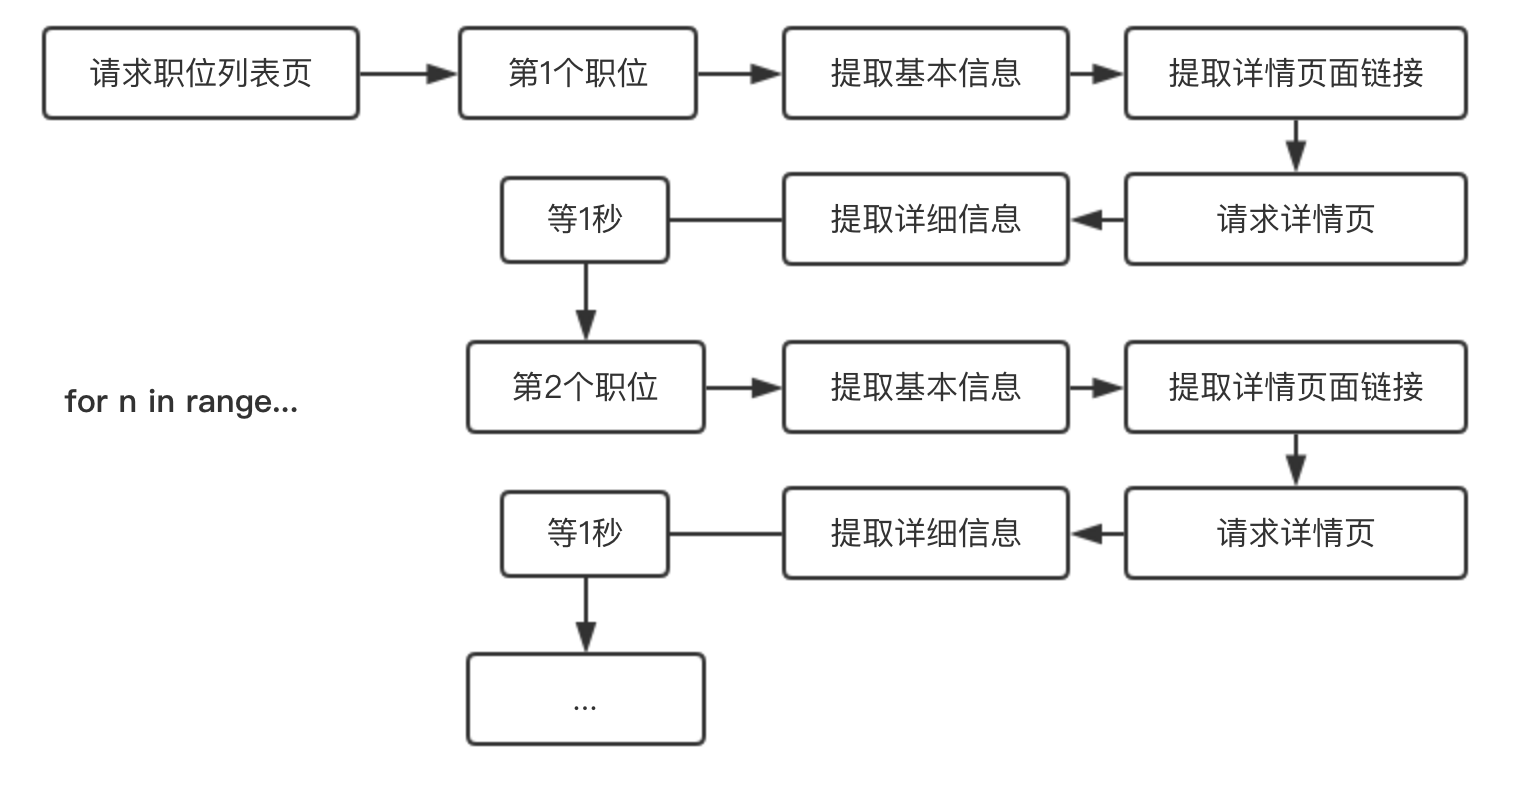 请求职位列表页
第1个职位
提取基本信息
提取详情页面链接
等1秒
提取详细信息
请求详情页
for n in range...
第2个职位
提取基本信息
提取详情页面链接
等1秒
提取详细信息
请求详情页
...